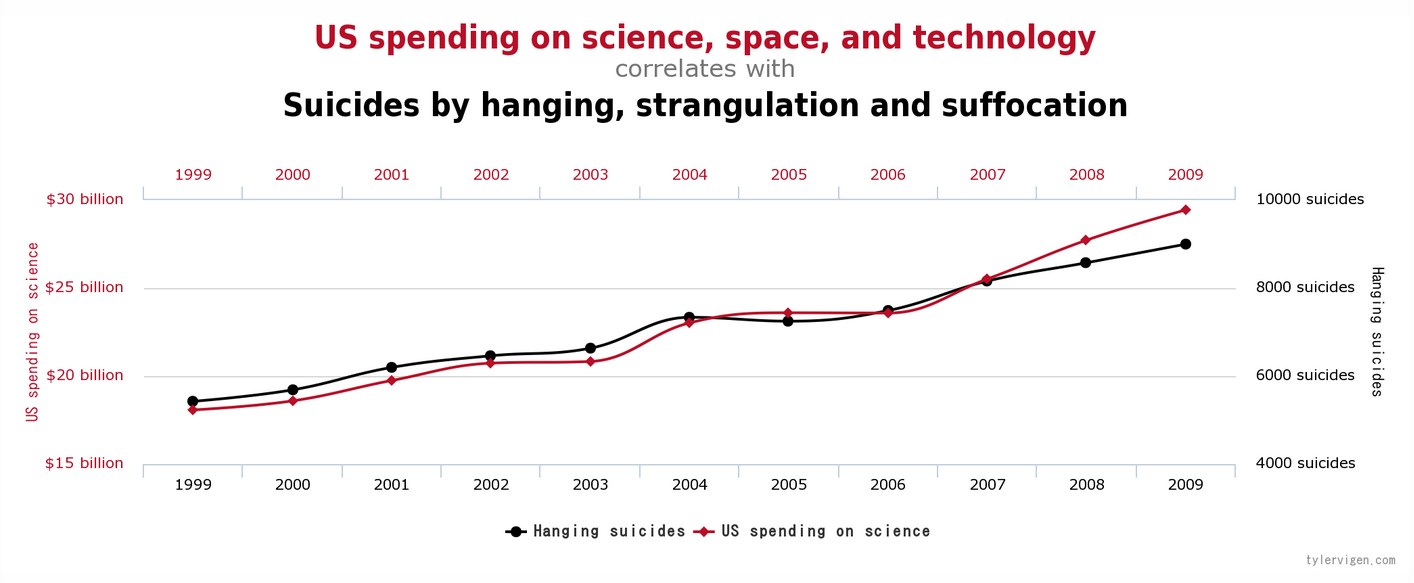 US spending on science, space, and technology
correlates with
Suicides by hanging, strangulation and suffocation
1999 2000 2001 2002 2003 2004 2005 2006 2007 2008 2009
$30 billion 10000 suicides
$25 billion 8000 suicides
$20 billion 6000 suicides
$15 billion 4000 suicides
US spending on science
Hanging suicides
1999 2000 2001 2002 2003 2004 2005 2006 2007 2008 2009
Hanging suicides US spending on science
tylervigen.com